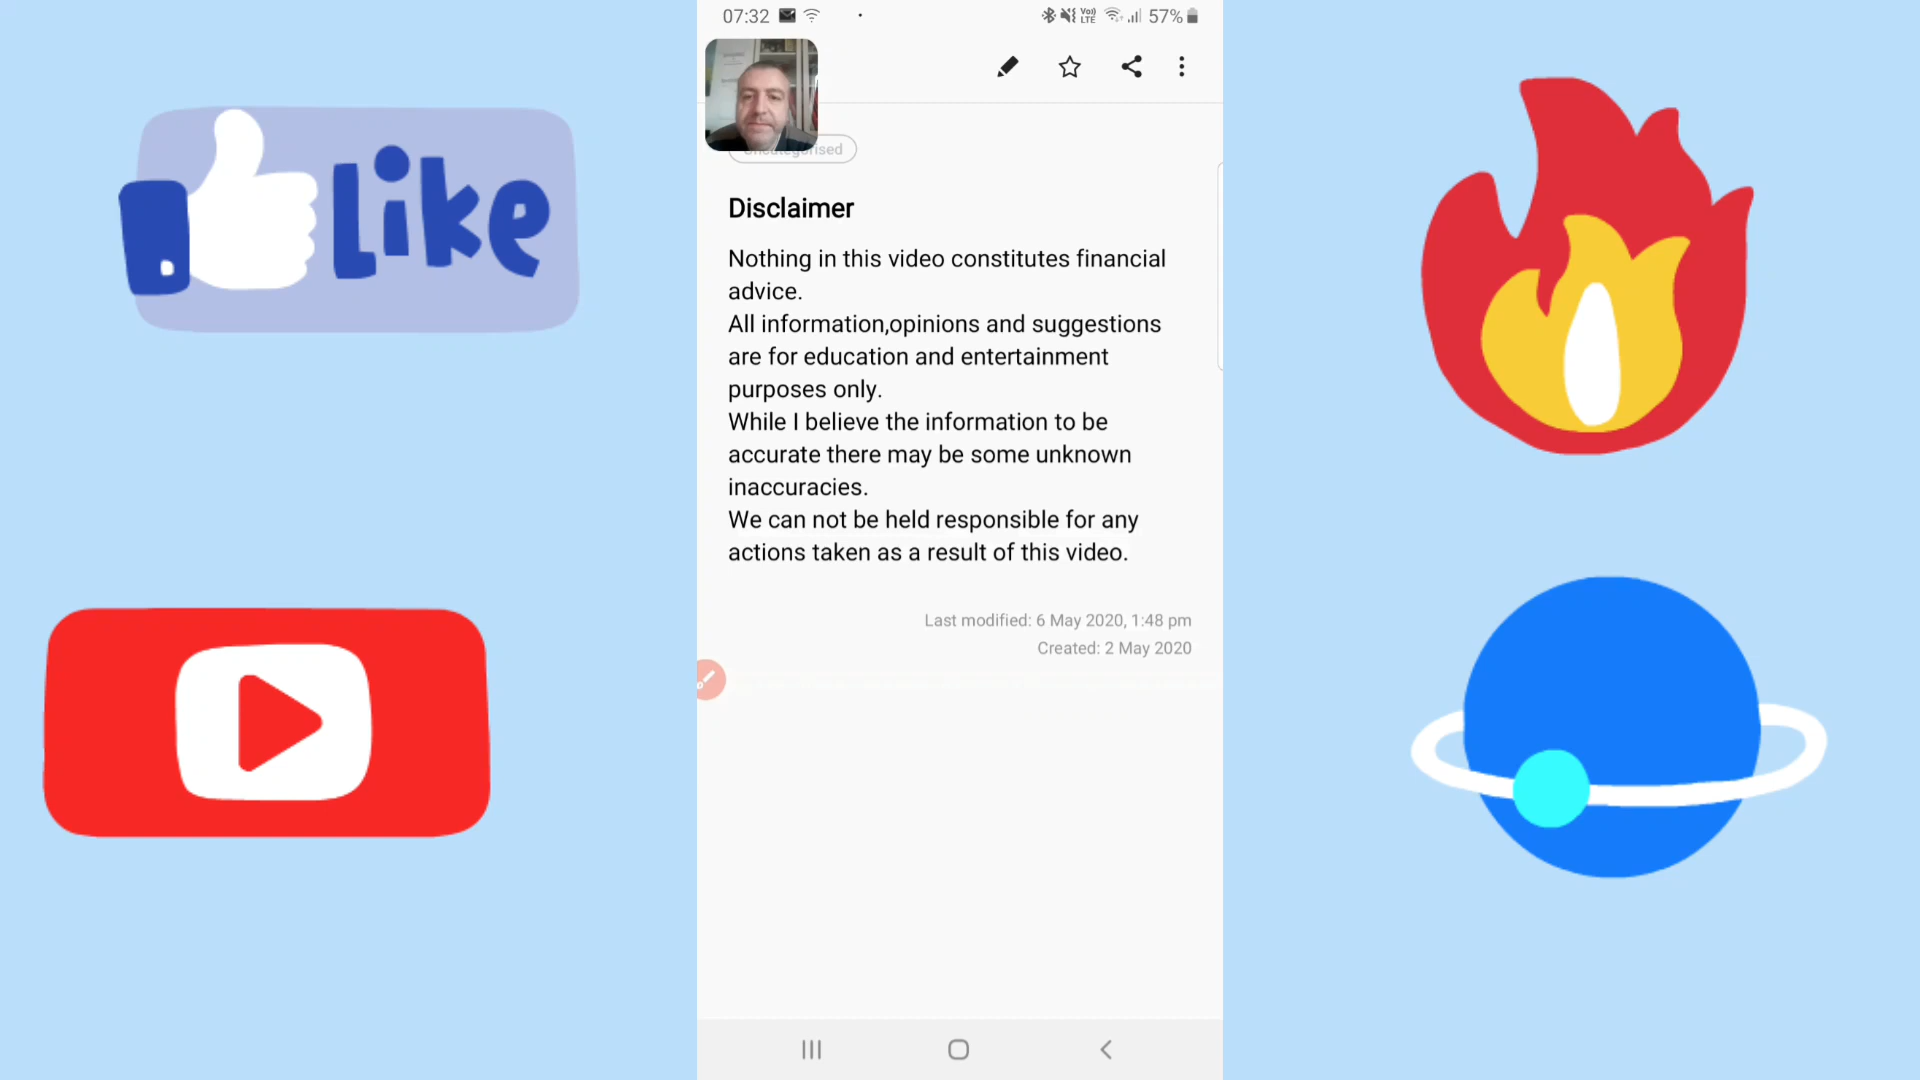 07:32
Vo) LTE 57%
Like
Uncategorised
Disclaimer
Nothing in this video constitutes financial
advice.
All information,opinions and suggestions
are for education and entertainment
purposes only.
While I believe the information to be
accurate there may be some unknown
inaccuracies.
We can not be held responsible for any
actions taken as a result of this video.
Last modified: 6 May 2020, 1:48 pm
Created: 2 May 2020